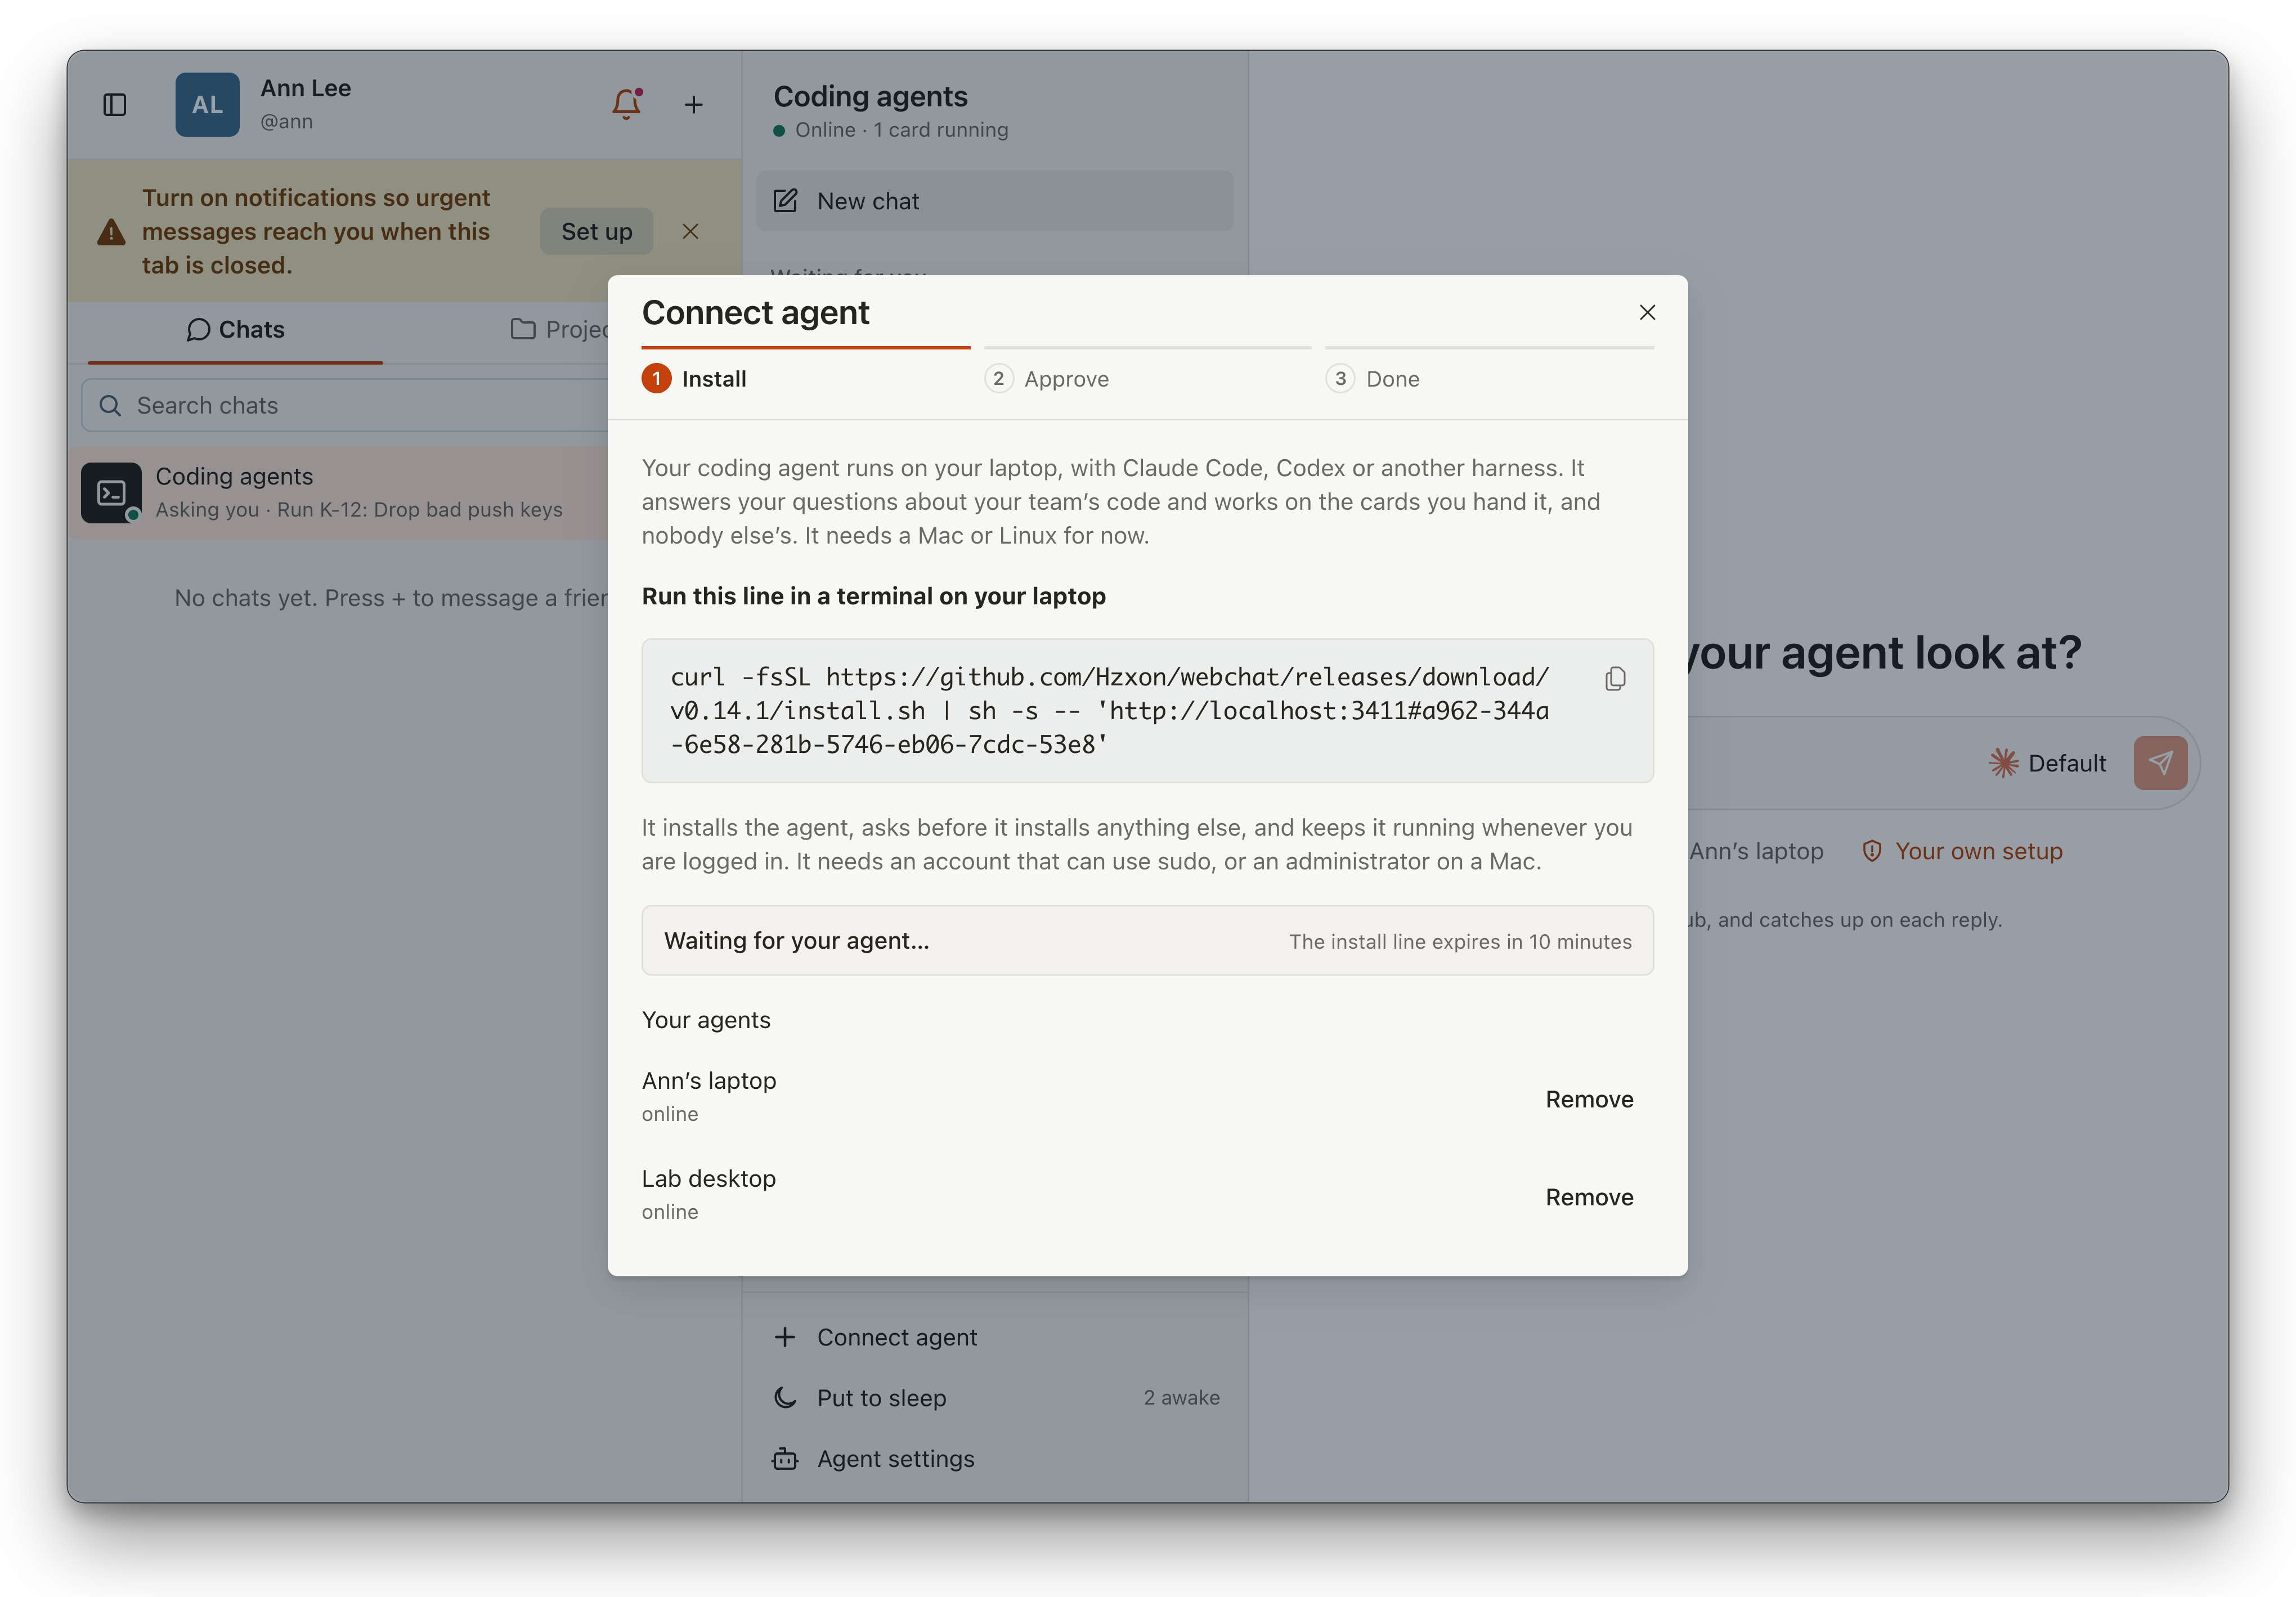 AL
Ann Lee
@ann
Turn on notifications so urgent
messages reach you when this
tab is closed.
Set up
Chats
Search chats
Coding agents
Asking you · Run K-12: Drop bad push keys
No chats yet. Press + to message a
Coding agents
Online · 1 card running
New chat
Connect agent
1 Install
2 Approve
3 Done
Your coding agent runs on your laptop, with Claude Code, Codex or another harness. It
answers your questions about your team’s code and works on the cards you hand it, and
nobody else’s. It needs a Mac or Linux for now.
Run this line in a terminal on your laptop
curl -fsSL https://github.com/Hzxon/webchat/releases/download/
v0.14.1/install.sh | sh -s -- 'http://localhost:3411#a962-344a
-6e58-281b-5746-eb06-7cdc-53e8'
It installs the agent, asks before it installs anything else, and keeps it running whenever you
are logged in. It needs an account that can use sudo, or an administrator on a Mac.
Waiting for your agent...
The install line expires in 10 minutes
Your agents
Ann’s laptop
online
Remove
Lab desktop
online
Remove
Connect agent
Put to sleep
2 awake
Agent settings
your agent look at?
Default
Ann’s laptop
Your own setup
and catches up on each reply.